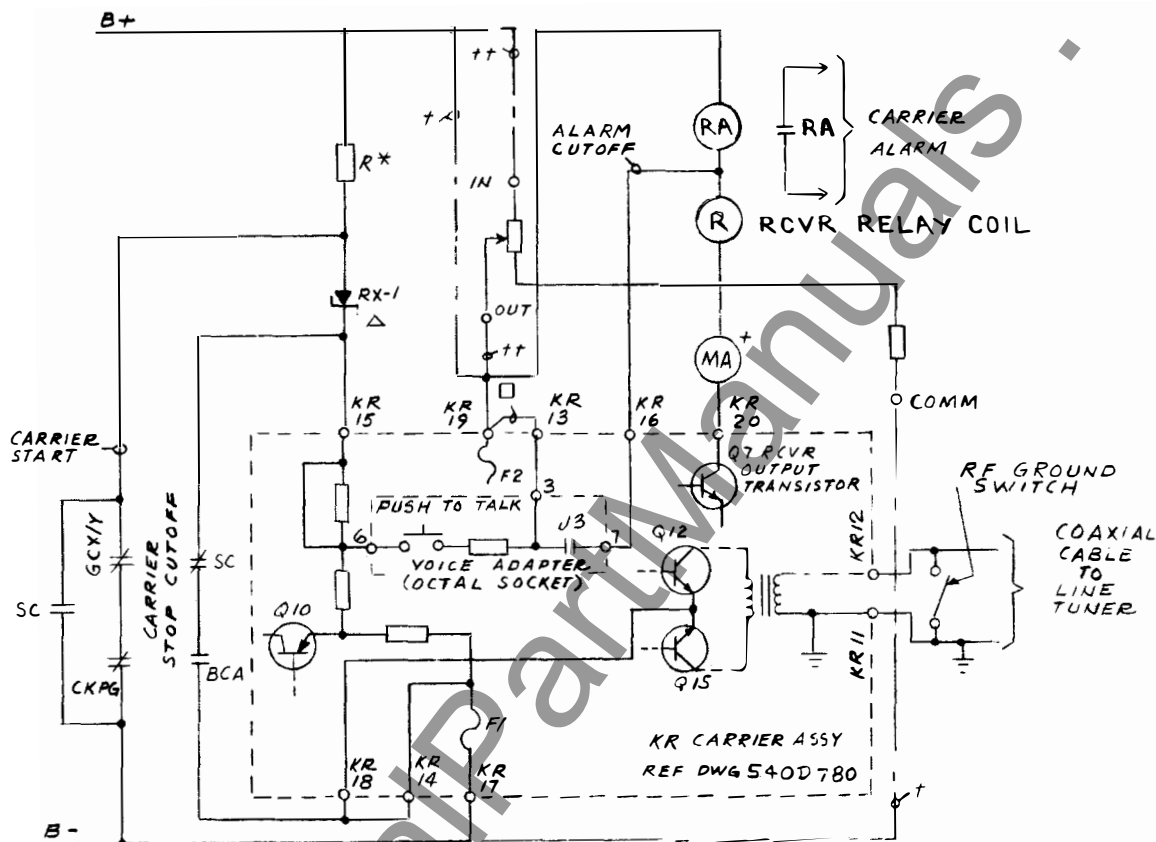 B+
++
+
R*
IN
ALARM
CUTOFF
RA
RA
CARRIER
ALARM
R
RCVR RELAY COIL
RX-1
OUT
++
MA
+
COMM
KR
15
KR
19
KR
13
KR
16
KR
20
CARRIER
START
F2
3
Q7 RCVR
OUTPUT
TRANSISTOR
RF GROUND
SWITCH
PUSH TO TALK
J3
6
7
VOICE ADAPTER
(OCTAL SOCKET)
Q12
KR12
COAXIAL
CABLE
TO
LINE
TUNER
GCX/Y
CARRIER
STOP CUTOFF
SC
SC
Q10
Q15
KR11
CKPG
BCA
F1
KR
18
KR
14
KR
17
KR CARRIER ASSY
REF DWG 540D780
+
B-
alPartManuals .